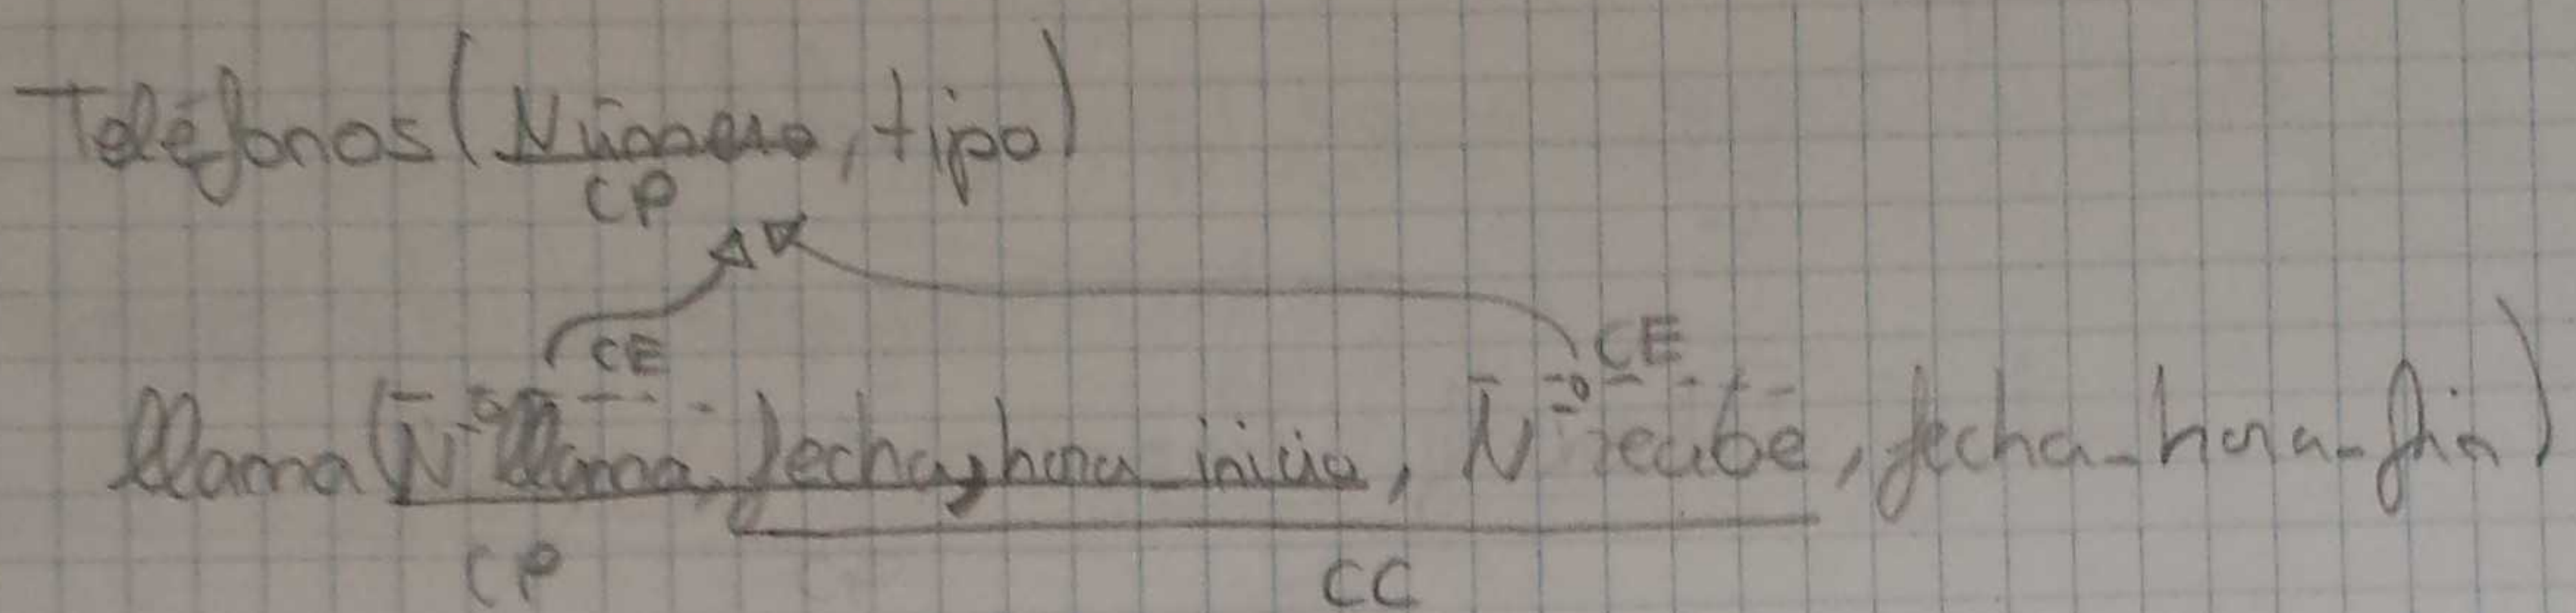 Teléfonos (Número, tipo)
CP
CE CE
llama (Nº llama, fecha_hora_inicio, Nº recibe, fecha_hora_fin)
CP CC